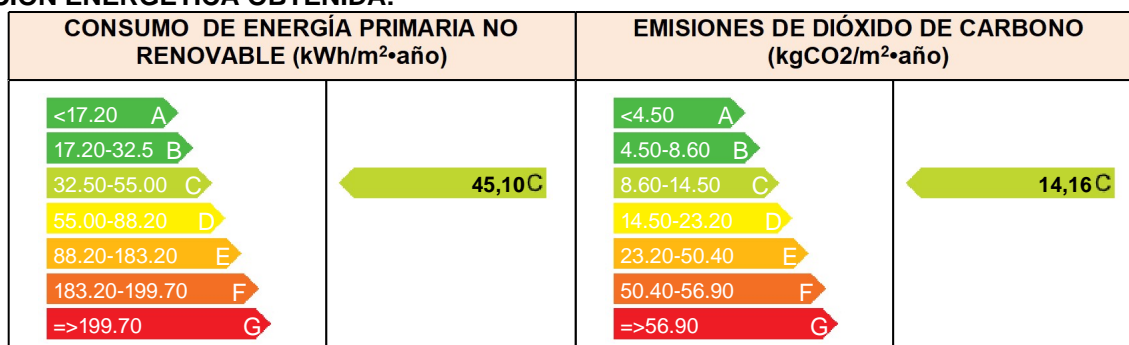 CONSUMO DE ENERGÍA PRIMARIA NO
RENOVABLE (kWh/m²•año)
EMISIONES DE DIÓXIDO DE CARBONO
(kgCO2/m²•año)
<17.20 A
17.20-32.5 B
32.50-55.00 C
55.00-88.20 D
88.20-183.20 E
183.20-199.70 F
=>199.70 G
45,10 C
<4.50 A
4.50-8.60 B
8.60-14.50 C
14.50-23.20 D
23.20-50.40 E
50.40-56.90 F
=>56.90 G
14,16 C